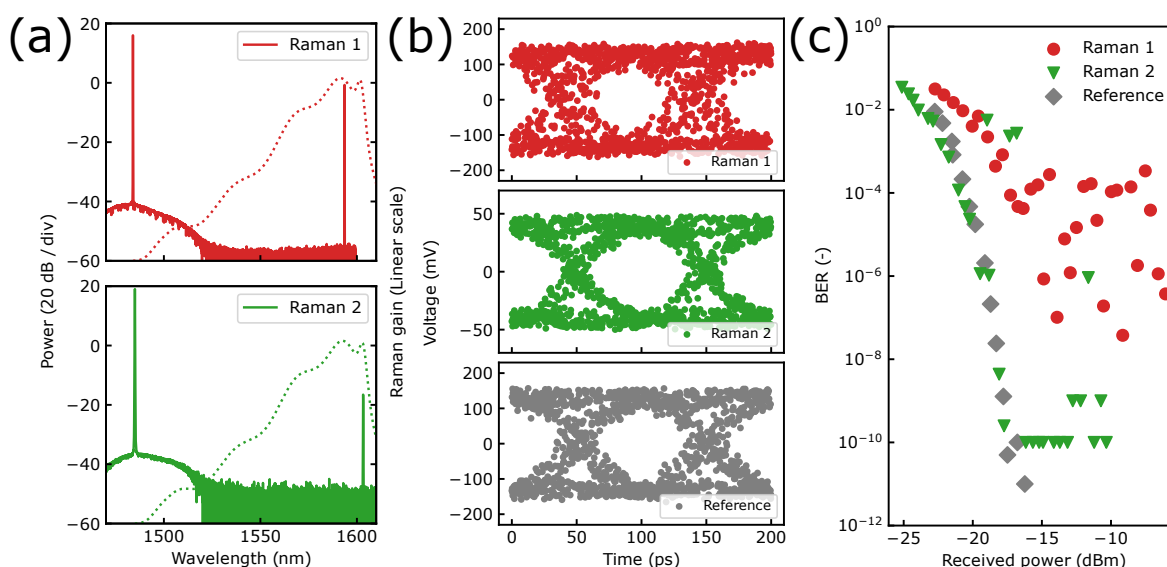 (a)
20
0
−20
−40
−60
Raman 1
20
0
−20
−40
−60
Raman 2
1500
1550
1600
Wavelength (nm)
Power (20 dB / div)
Raman gain (Linear scale)
(b)
200
100
0
−100
−200
Raman 1
50
0
−50
Raman 2
200
100
0
−100
−200
Reference
0
50
100
150
200
Time (ps)
Voltage (mV)
(c)
10⁰
10⁻²
10⁻⁴
10⁻⁶
10⁻⁸
10⁻¹⁰
10⁻¹²
BER (-)
Raman 1
Raman 2
Reference
−25
−20
−15
−10
Received power (dBm)